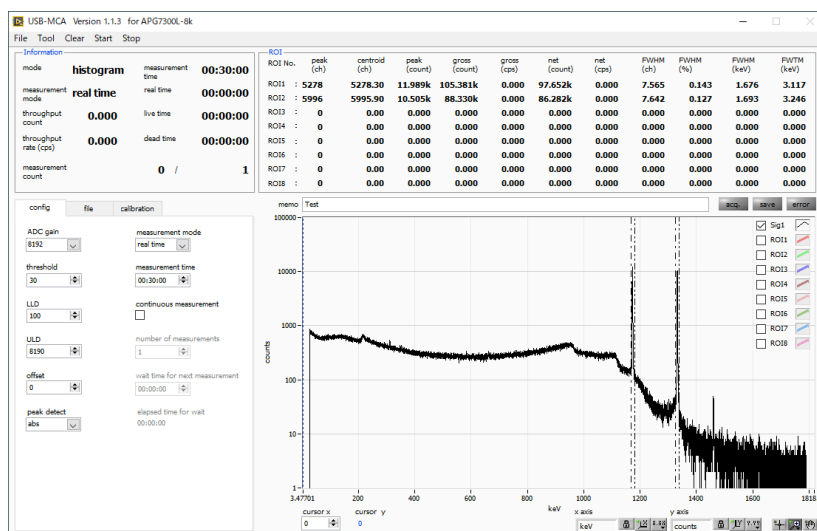 USB-MCA Version 1.1.3 for APG7300L-8k
File Tool Clear Start Stop
Information
mode histogram measurement time 00:30:00
measurement mode real time real time 00:00:00
throughput count 0.000 live time 00:00:00
throughput rate (cps) 0.000 dead time 00:00:00
measurement count 0 / 1
ROI
ROI No. peak (ch) centroid (ch) peak (count) gross (count) gross (cps) net (count) net (cps) FWHM (ch) FWHM (%) FWHM (keV) FWTM (keV)
ROI1 : 5278 5278.30 11.989k 105.381k 0.000 97.652k 0.000 7.565 0.143 1.676 3.117
ROI2 : 5996 5995.90 10.505k 88.330k 0.000 86.282k 0.000 7.642 0.127 1.693 3.246
ROI3 : 0 0.00 0.000 0.000 0.000 0.000 0.000 0.000 0.000 0.000 0.000
ROI4 : 0 0.00 0.000 0.000 0.000 0.000 0.000 0.000 0.000 0.000 0.000
ROI5 : 0 0.00 0.000 0.000 0.000 0.000 0.000 0.000 0.000 0.000 0.000
ROI6 : 0 0.00 0.000 0.000 0.000 0.000 0.000 0.000 0.000 0.000 0.000
ROI7 : 0 0.00 0.000 0.000 0.000 0.000 0.000 0.000 0.000 0.000 0.000
ROI8 : 0 0.00 0.000 0.000 0.000 0.000 0.000 0.000 0.000 0.000 0.000
config file calibration
memo Test acq. save error
ADC gain measurement mode
8192 real time
threshold measurement time
30 00:30:00
LLD continuous measurement
100
ULD number of measurements
8190 1
offset wait time for next measurement
0 00:00:00
peak detect elapsed time for wait
abs 00:00:00
100000
10000
1000
100
10
1
counts
Sig1
ROI1
ROI2
ROI3
ROI4
ROI5
ROI6
ROI7
ROI8
3.47701 200 400 600 800 1000 1200 1400 1600
keV
cursor x cursor y
0 0
x axis y axis
keV counts